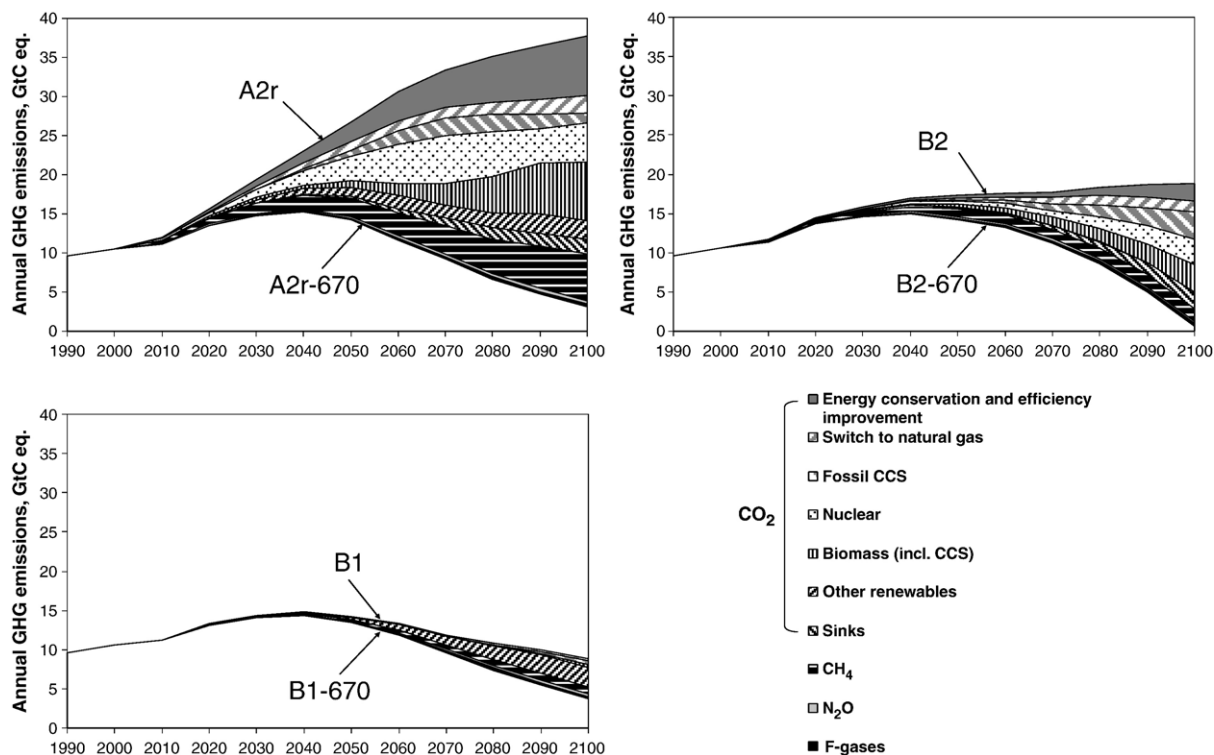 Annual GHG emissions, GtC eq.
40
35
30
25
20
15
10
5
0
A2r
A2r-670
1990 2000 2010 2020 2030 2040 2050 2060 2070 2080 2090 2100
Annual GHG emissions, GtC eq.
40
35
30
25
20
15
10
5
0
B2
B2-670
1990 2000 2010 2020 2030 2040 2050 2060 2070 2080 2090 2100
Annual GHG emissions, GtC eq.
40
35
30
25
20
15
10
5
0
B1
B1-670
1990 2000 2010 2020 2030 2040 2050 2060 2070 2080 2090 2100
CO₂
Energy conservation and efficiency
improvement
Switch to natural gas
Fossil CCS
Nuclear
Biomass (incl. CCS)
Other renewables
Sinks
CH₄
N₂O
F-gases